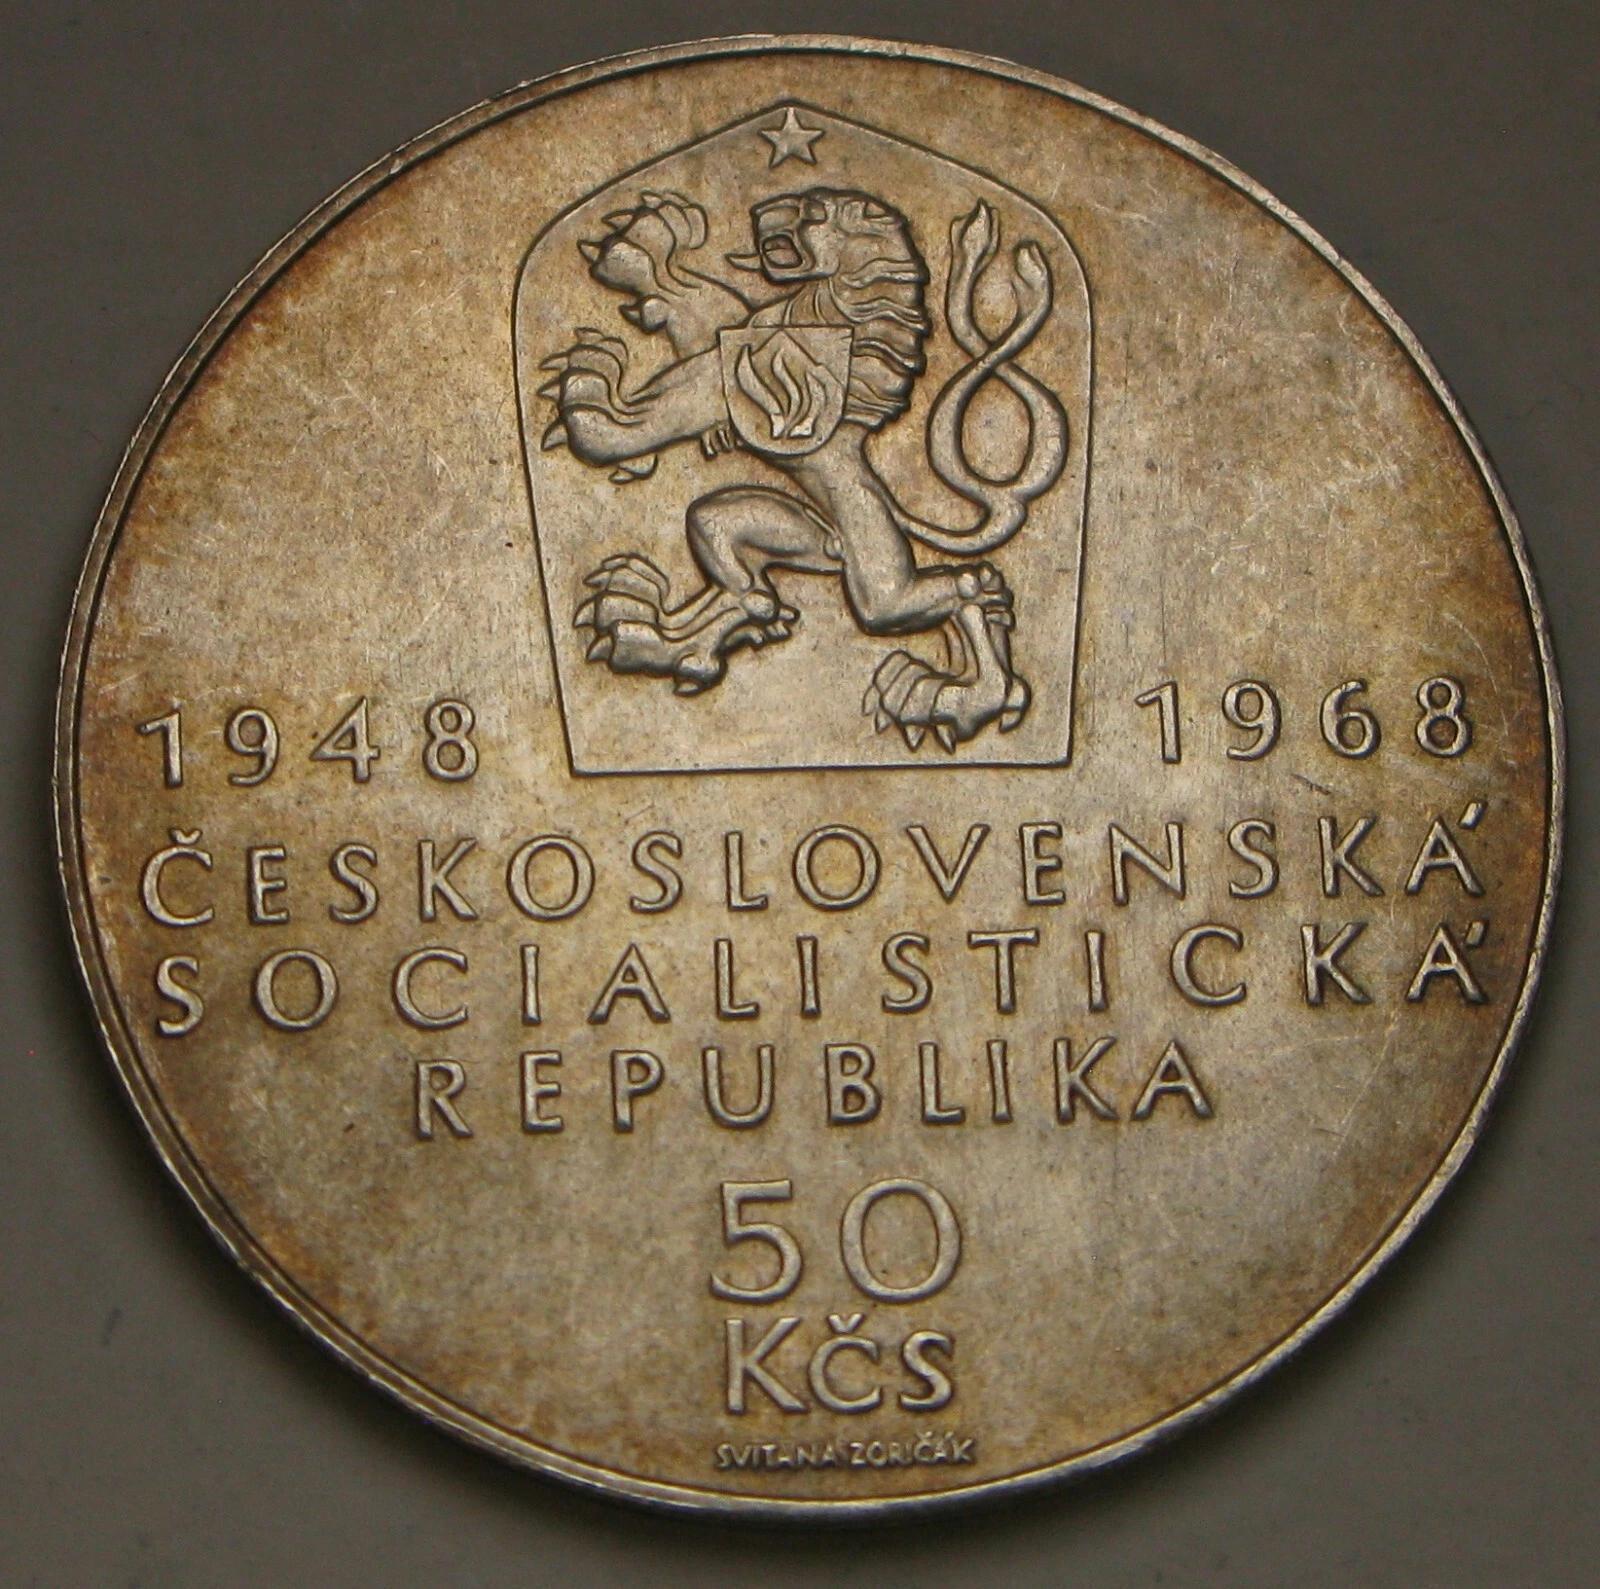 1948 1968
ČESKOSLOVENSKÁ
SOCIALISTICKÁ
REPUBLIKA
50
KČS
SVITANA ZORIČÁK